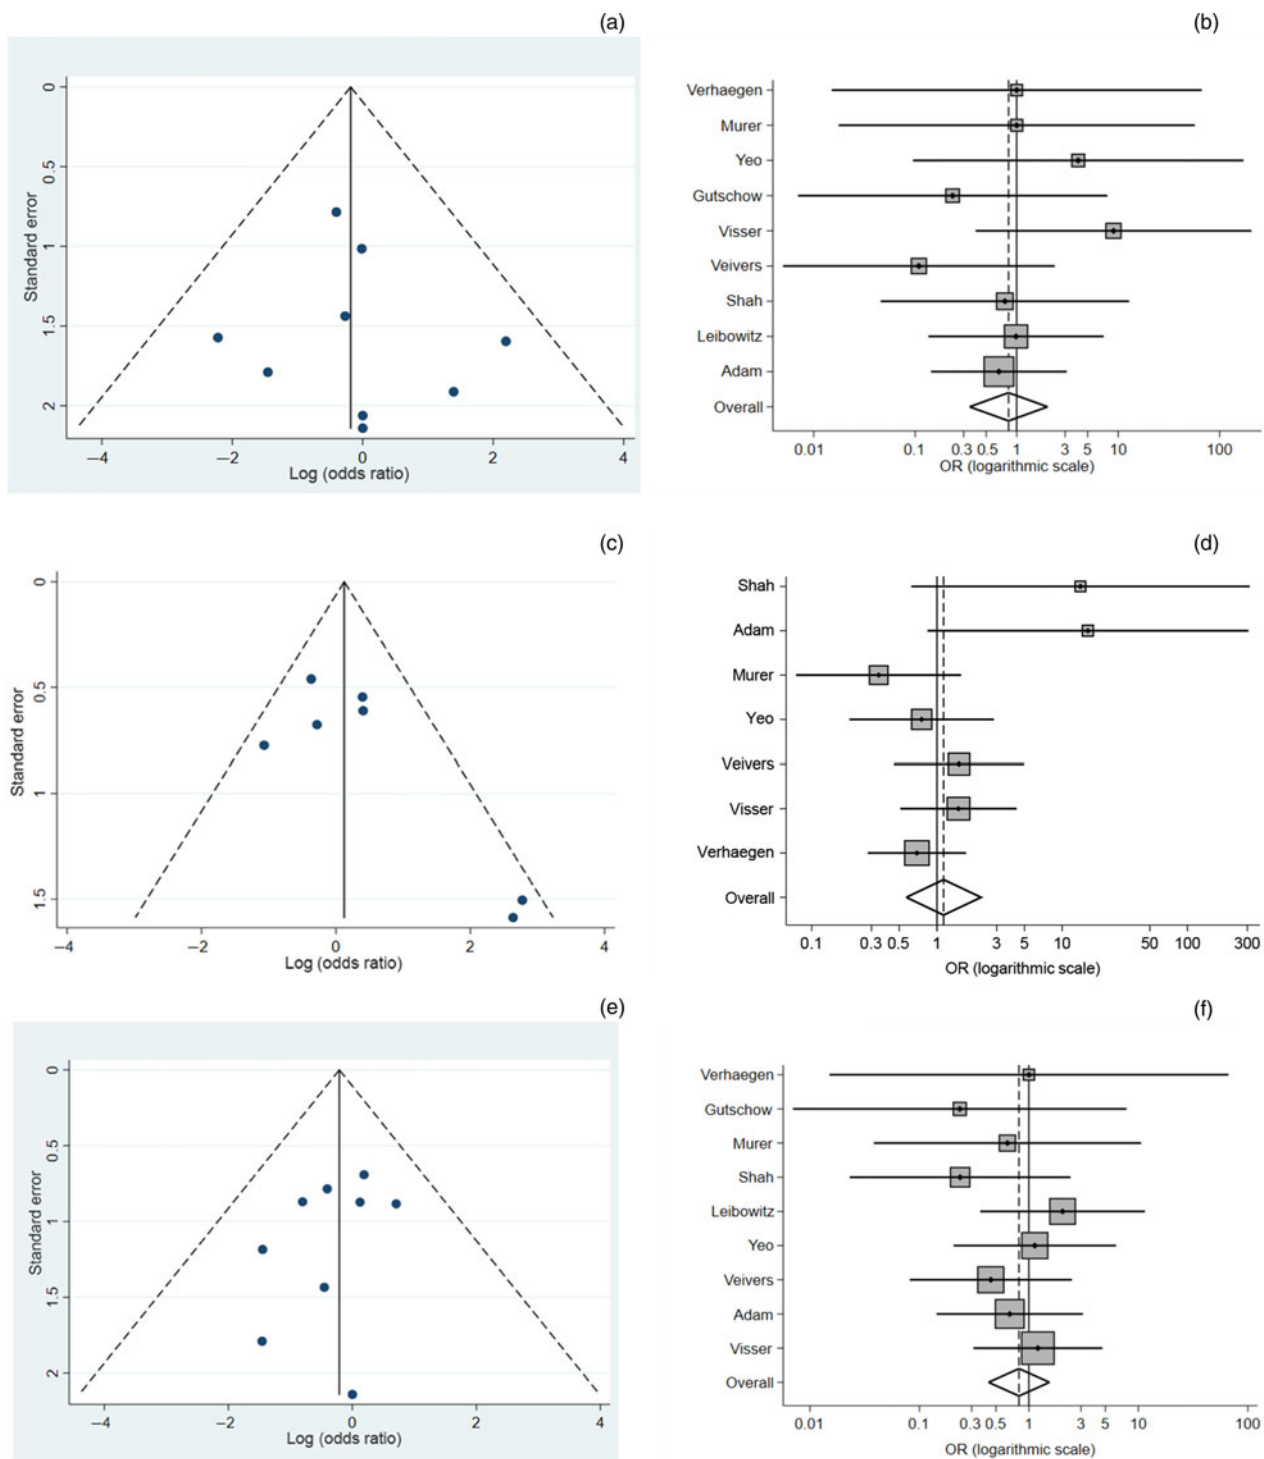 (a)
0
0.5
1
1.5
2
Standard error
−4
−2
0
2
4
Log (odds ratio)
(b)
Verhaegen
Murer
Yeo
Gutschow
Visser
Veivers
Shah
Leibowitz
Adam
Overall
0.01 0.1 0.3 0.5 1 3 5 10 100
OR (logarithmic scale)
(c)
0
0.5
1
1.5
Standard error
−4 −2 0 2 4
Log (odds ratio)
(d)
Shah
Adam
Murer
Yeo
Veivers
Visser
Verhaegen
Overall
0.1 0.3 0.5 1 3 5 10 50 100 300
OR (logarithmic scale)
(e)
0
0.5
1
1.5
2
Standard error
−4 −2 0 2 4
Log (odds ratio)
(f)
Verhaegen
Gutschow
Murer
Shah
Leibowitz
Yeo
Veivers
Adam
Visser
Overall
0.01 0.1 0.3 0.5 1 3 5 10 100
OR (logarithmic scale)